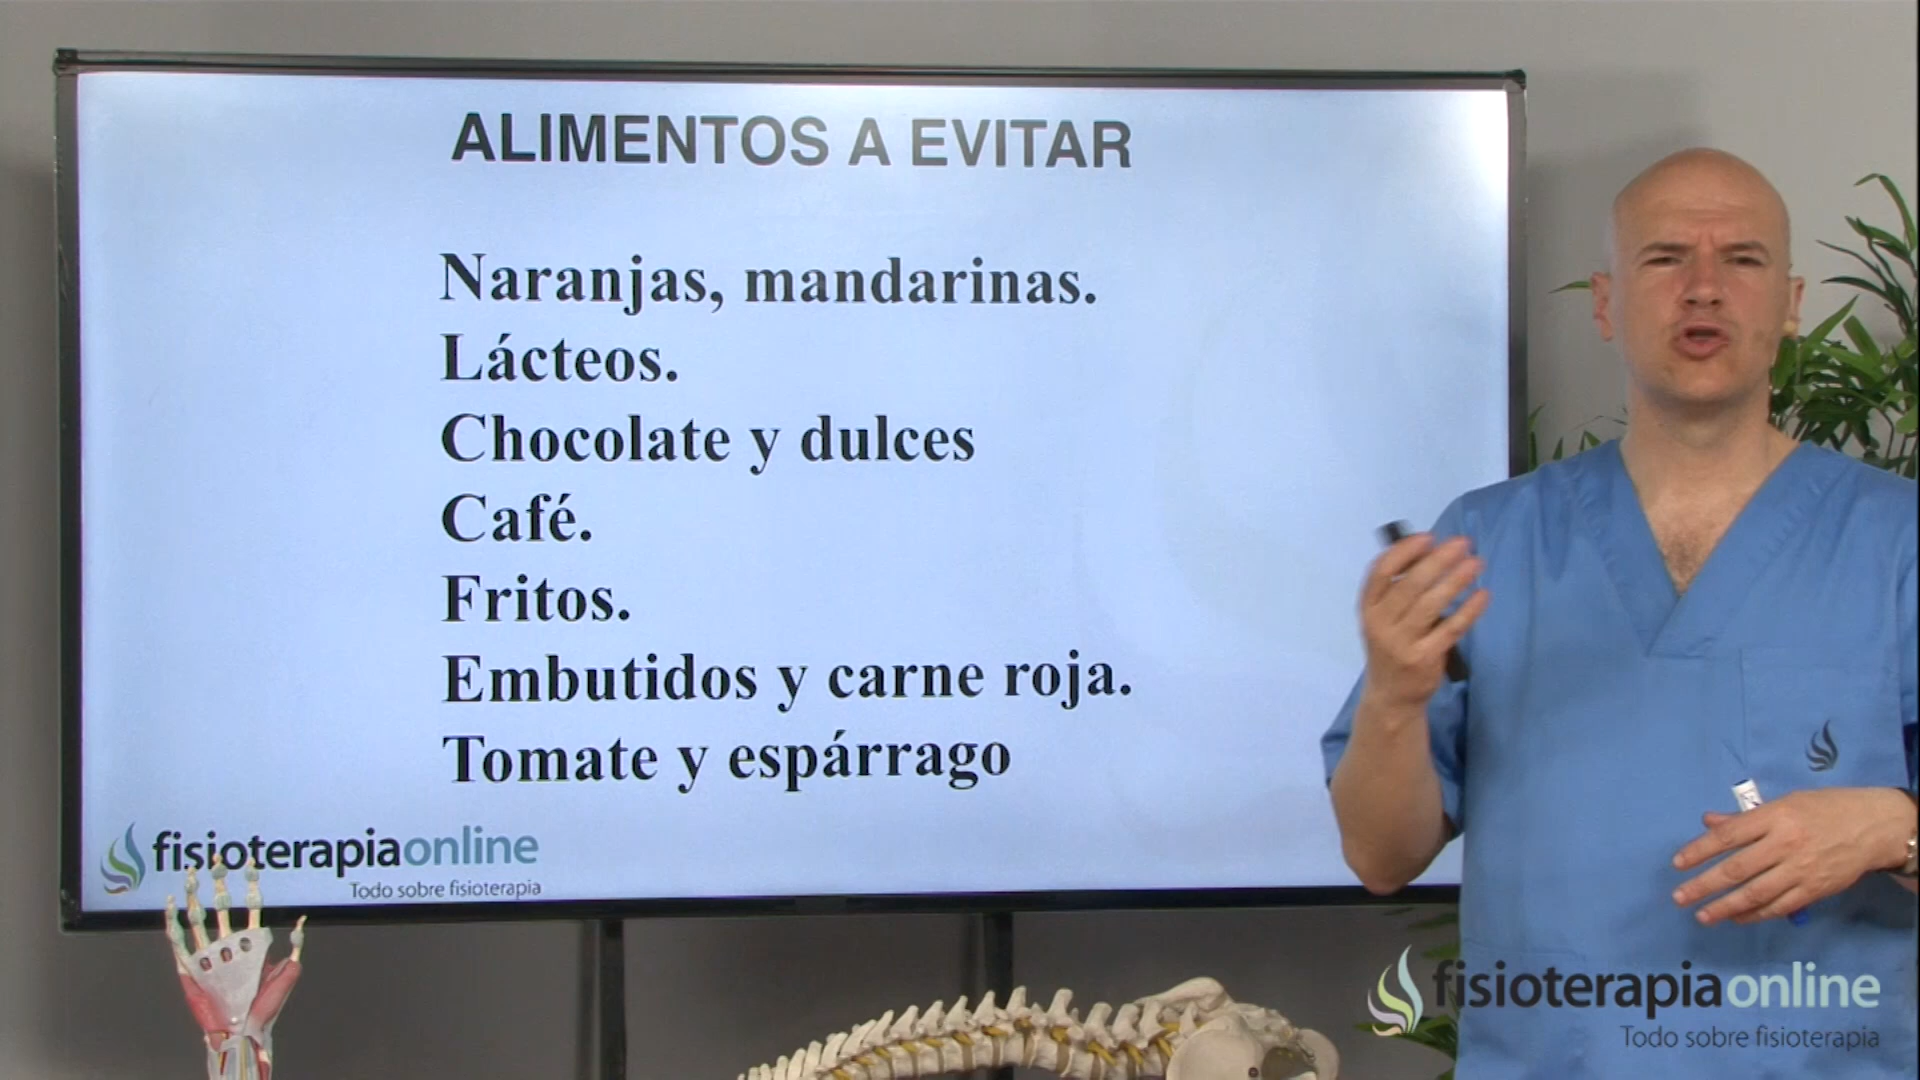 ALIMENTOS A EVITAR
Naranjas, mandarinas.
Lácteos.
Chocolate y dulces
Café.
Fritos.
Embutidos y carne roja.
Tomate y espárrago
fisioterapiaonline
Todo sobre fisioterapia
fisioterapiaonline
Todo sobre fisioterapia